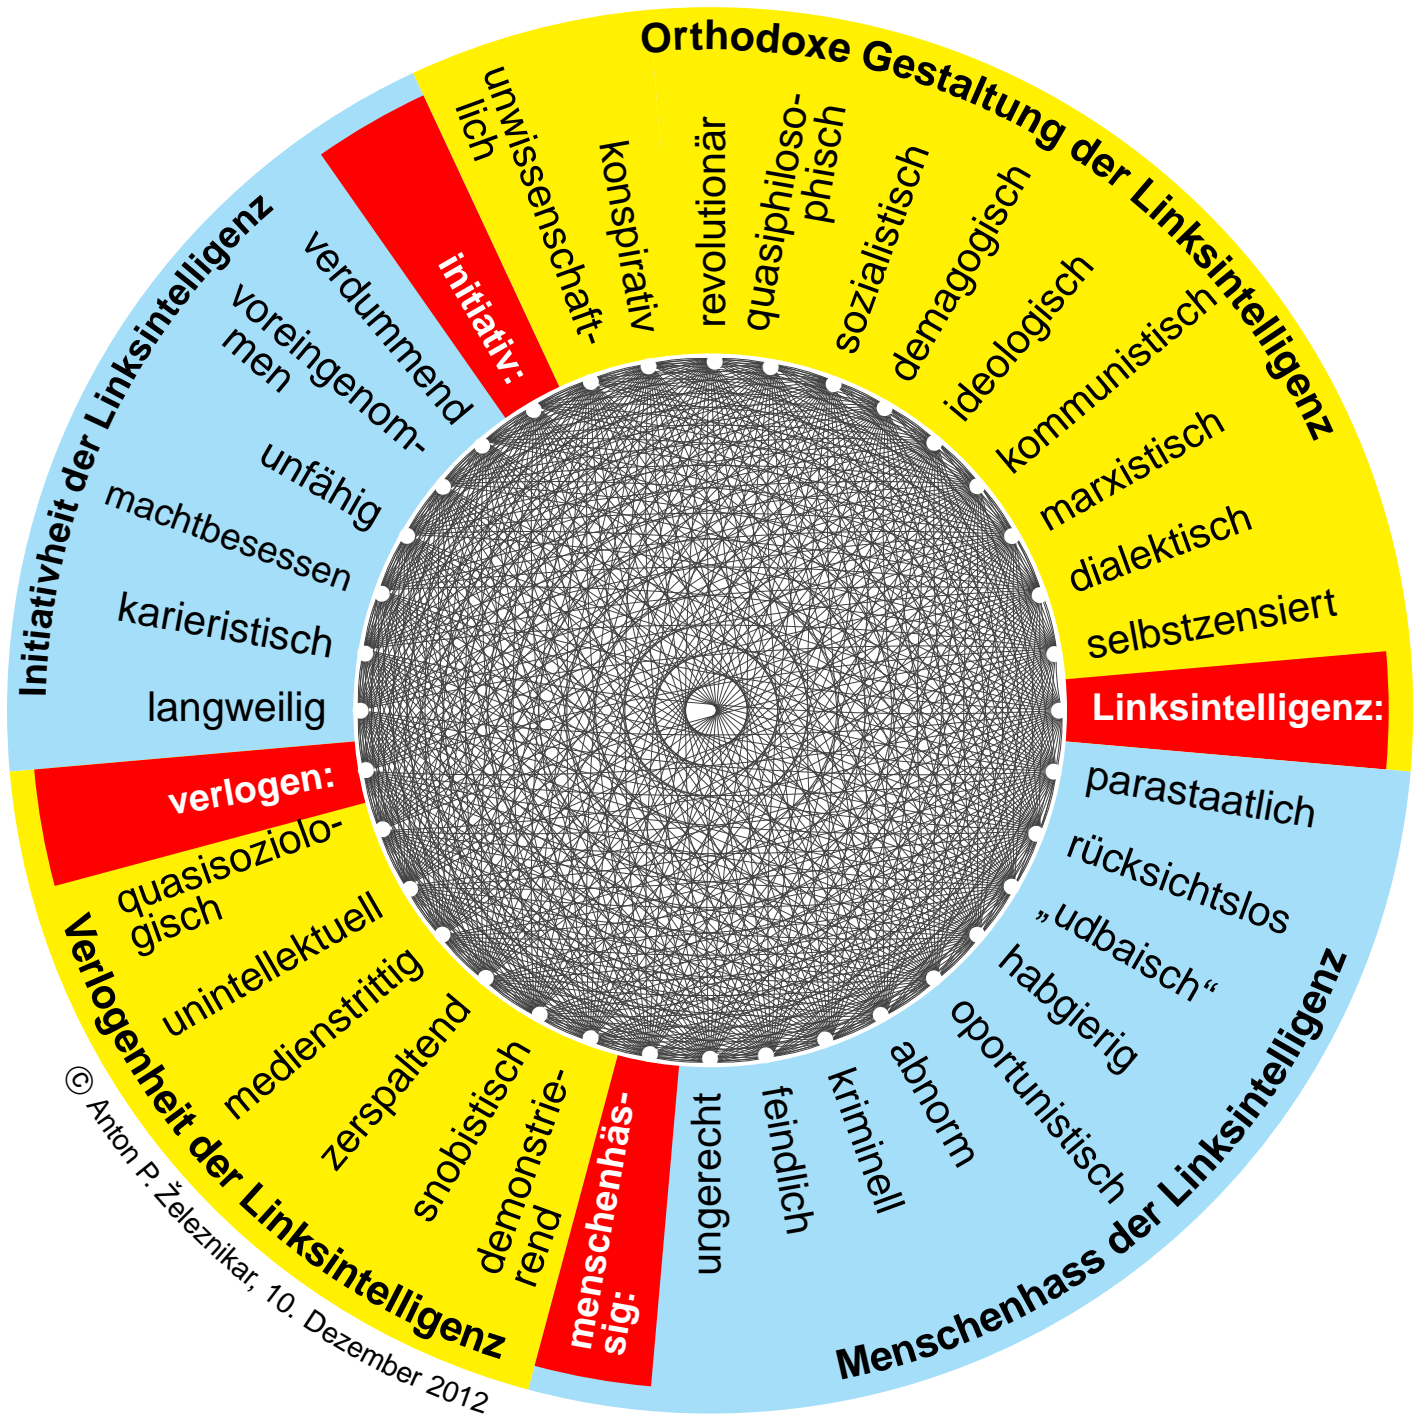 Orthodoxe Gestaltung der Linksintelligenz
unwissenschaft-
lich
konspirativ
revolutionär
quasiphiloso-
phisch
sozialistisch
demagogisch
ideologisch
kommunistisch
marxistisch
dialektisch
selbstzensiert
Linksintelligenz:
parastaatlich
rücksichtslos
„udbaisch“
habgierig
oportunistisch
abnorm
kriminell
feindlich
ungerecht
Menschenhass der Linksintelligenz
menschenhäs-
sig:
demonstrie-
rend
snobistisch
zerspaltend
medienstrittig
unintellektuell
quasisoziolo-
gisch
verlogen:
Verlogenheit der Linksintelligenz
langweilig
karieristisch
machtbesessen
unfähig
voreingenom-
men
verdummend
initiativ:
Initiativheit der Linksintelligenz
© Anton P. Železnikar, 10. Dezember 2012